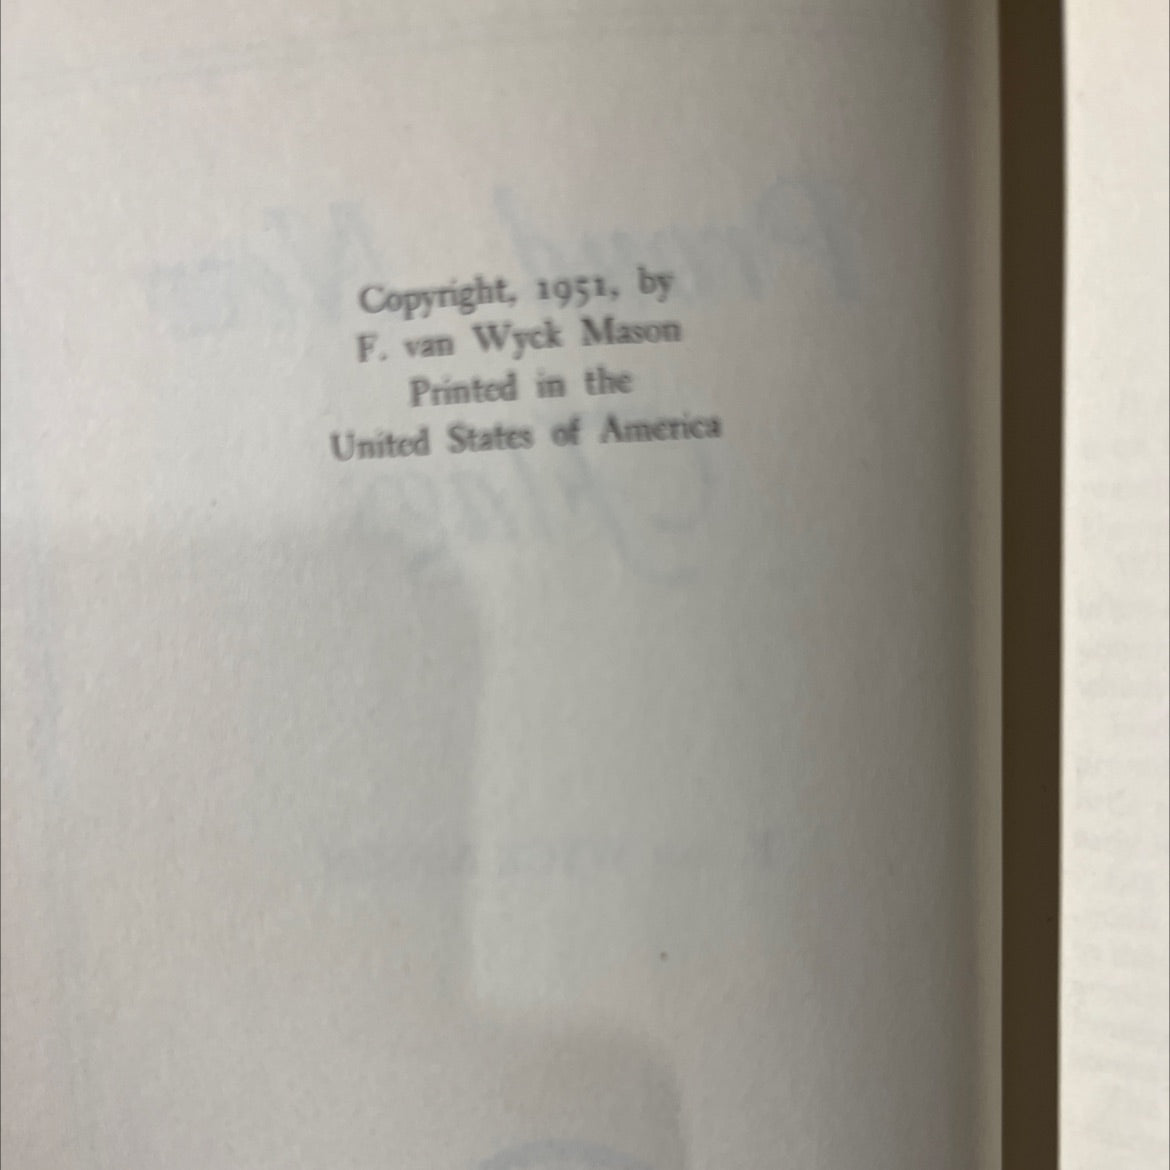 Copyright, 1951, by
F. van Wyck Mason
Printed in the
United States of America